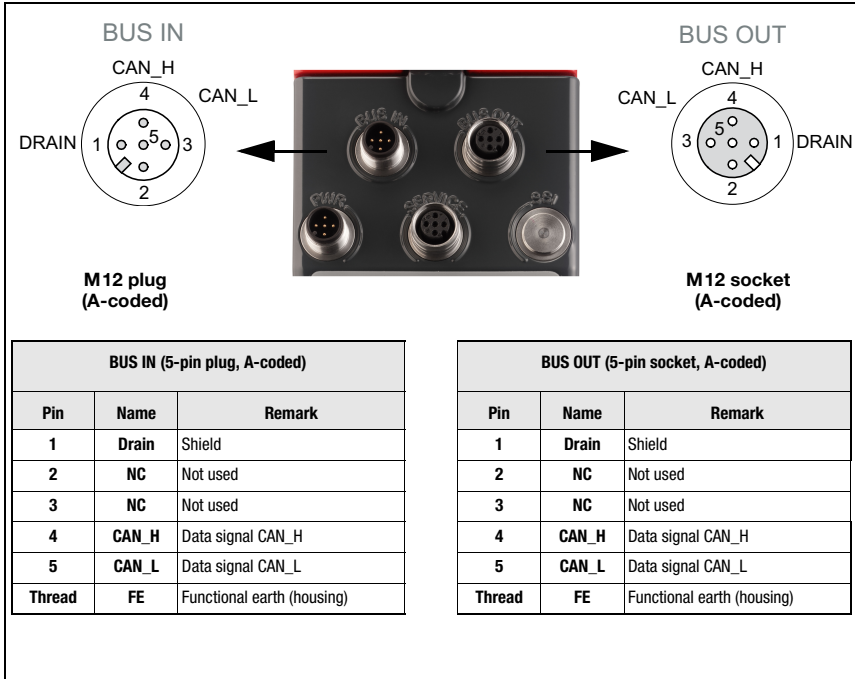 BUS IN
BUS OUT
CAN_H
CAN_L
DRAIN
4
1
5
3
2
CAN_H
CAN_L
DRAIN
4
3
5
1
2
BUS IN
BUS OUT
PWR
SERVICE
SSI
M12 plug
(A-coded)
M12 socket
(A-coded)
BUS IN (5-pin plug, A-coded)
Pin Name Remark
1 Drain Shield
2 NC Not used
3 NC Not used
4 CAN_H Data signal CAN_H
5 CAN_L Data signal CAN_L
Thread FE Functional earth (housing)
BUS OUT (5-pin socket, A-coded)
Pin Name Remark
1 Drain Shield
2 NC Not used
3 NC Not used
4 CAN_H Data signal CAN_H
5 CAN_L Data signal CAN_L
Thread FE Functional earth (housing)